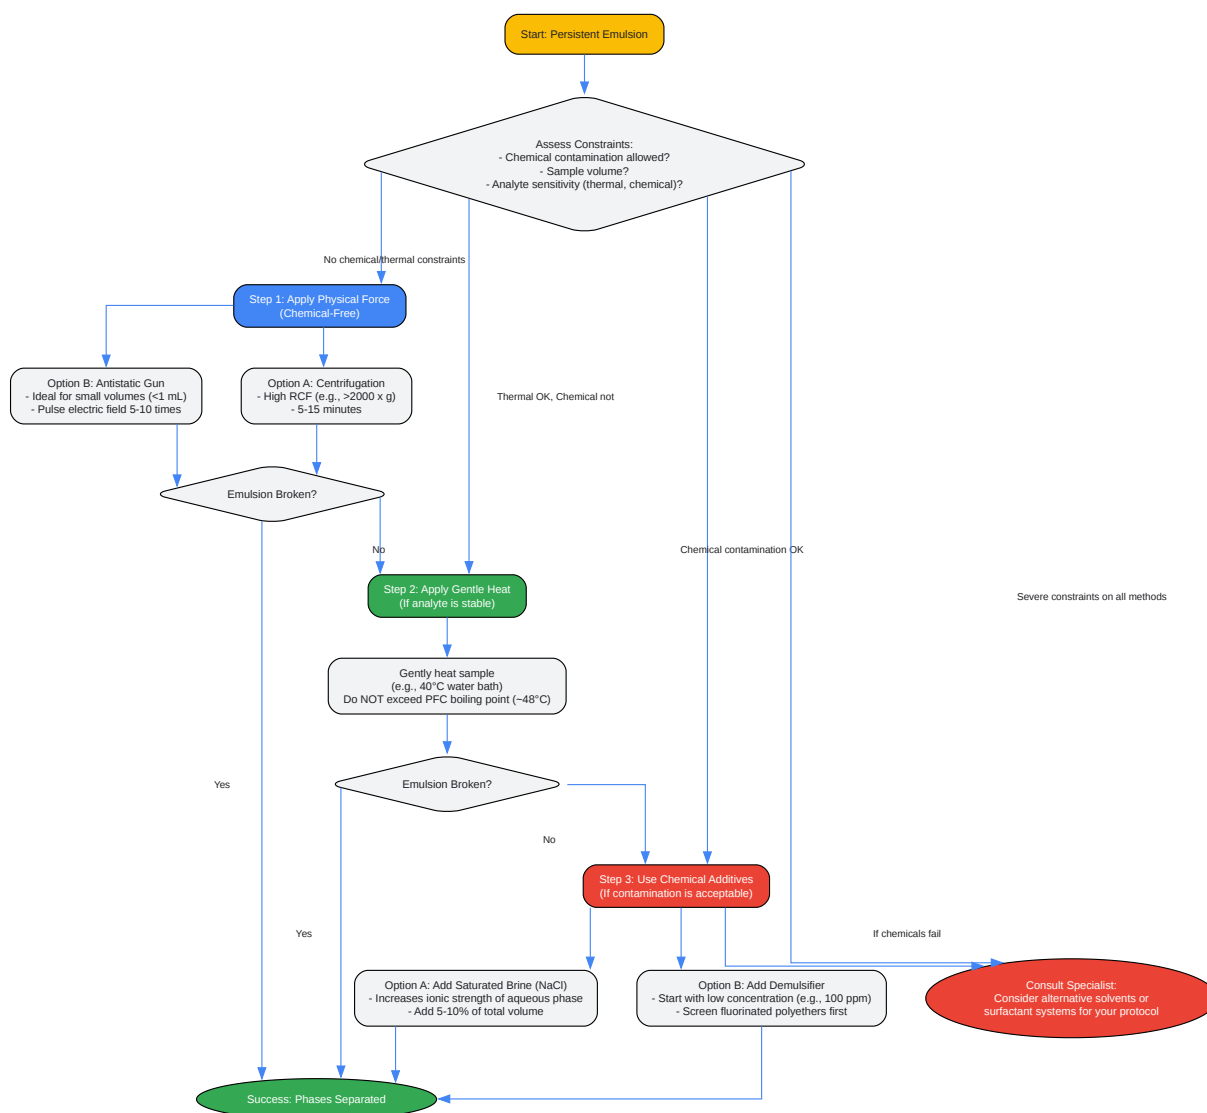 Start: Persistent Emulsion
Assess Constraints:
- Chemical contamination allowed?
- Sample volume?
- Analyte sensitivity (thermal, chemical)?
No chemical/thermal constraints
Step 1: Apply Physical Force
(Chemical-Free)
Option B: Antistatic Gun
- Ideal for small volumes (<1 mL)
- Pulse electric field 5-10 times
Option A: Centrifugation
- High RCF (e.g., >2000 x g)
- 5-15 minutes
Thermal OK, Chemical not
Emulsion Broken?
No
Chemical contamination OK
Step 2: Apply Gentle Heat
(If analyte is stable)
Severe constraints on all methods
Gently heat sample
(e.g., 40°C water bath)
Do NOT exceed PFC boiling point (~48°C)
Yes
Emulsion Broken?
No
Step 3: Use Chemical Additives
(If contamination is acceptable)
Yes
If chemicals fail
Option A: Add Saturated Brine (NaCl)
- Increases ionic strength of aqueous phase
- Add 5-10% of total volume
Option B: Add Demulsifier
- Start with low concentration (e.g., 100 ppm)
- Screen fluorinated polyethers first
Consult Specialist:
Consider alternative solvents or
surfactant systems for your protocol
Success: Phases Separated